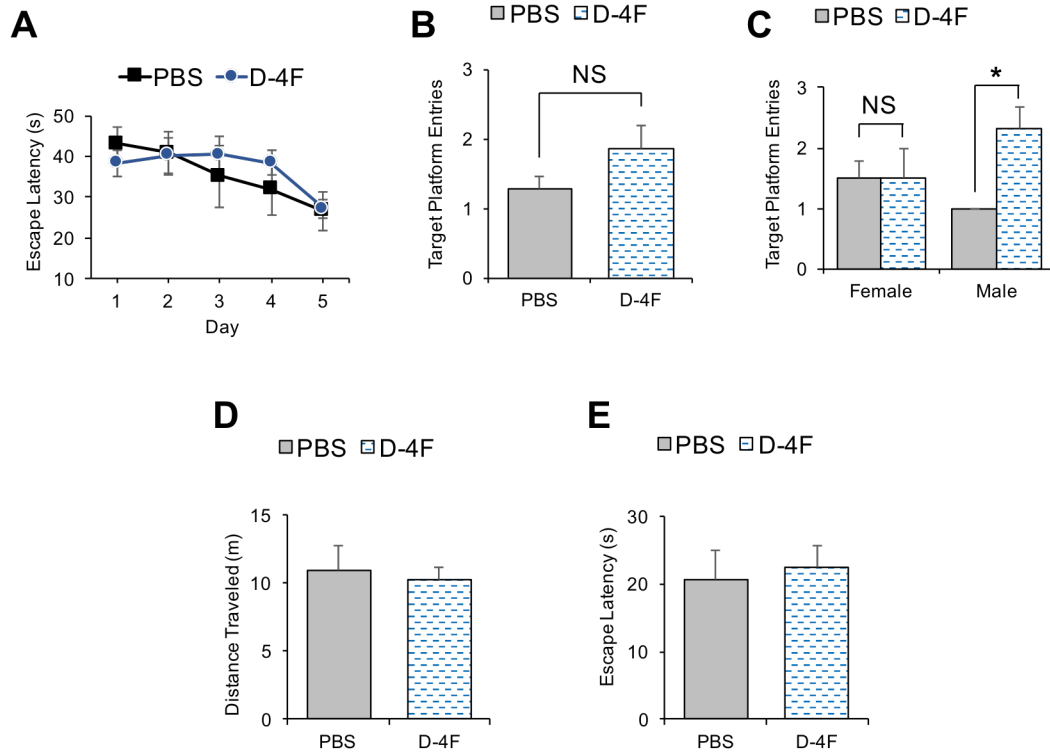 A
PBS D-4F
Escape Latency (s)
50
40
30
20
10
1 2 3 4 5
Day
B
PBS D-4F
Target Platform Entries
3
2
1
0
NS
PBS D-4F
C
PBS D-4F
Target Platform Entries
3
2
1
0
NS
*
Female Male
D
PBS D-4F
Distance Traveled (m)
15
10
5
0
PBS D-4F
E
PBS D-4F
Escape Latency (s)
30
20
10
0
PBS D-4F